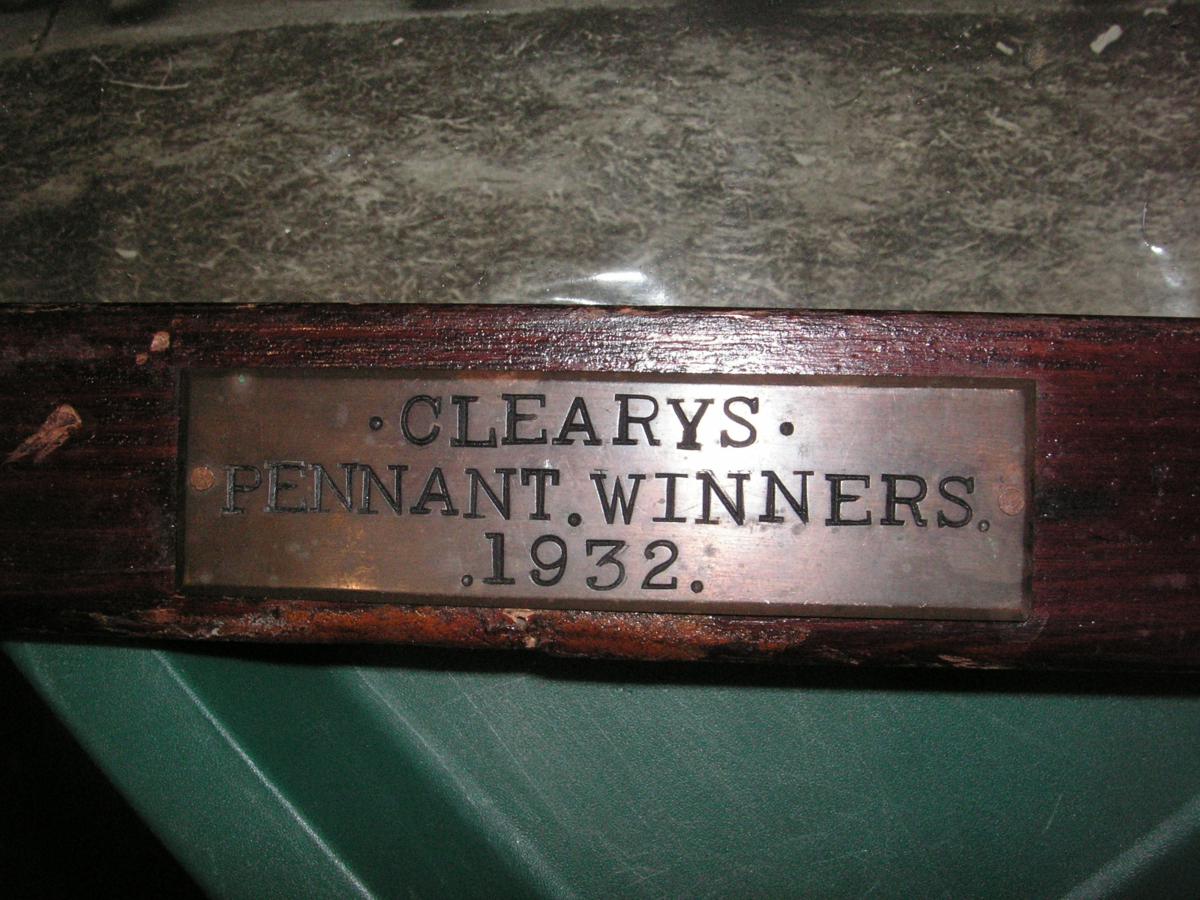 ·CLEARYS·
PENNANT.WINNERS.
.1932.